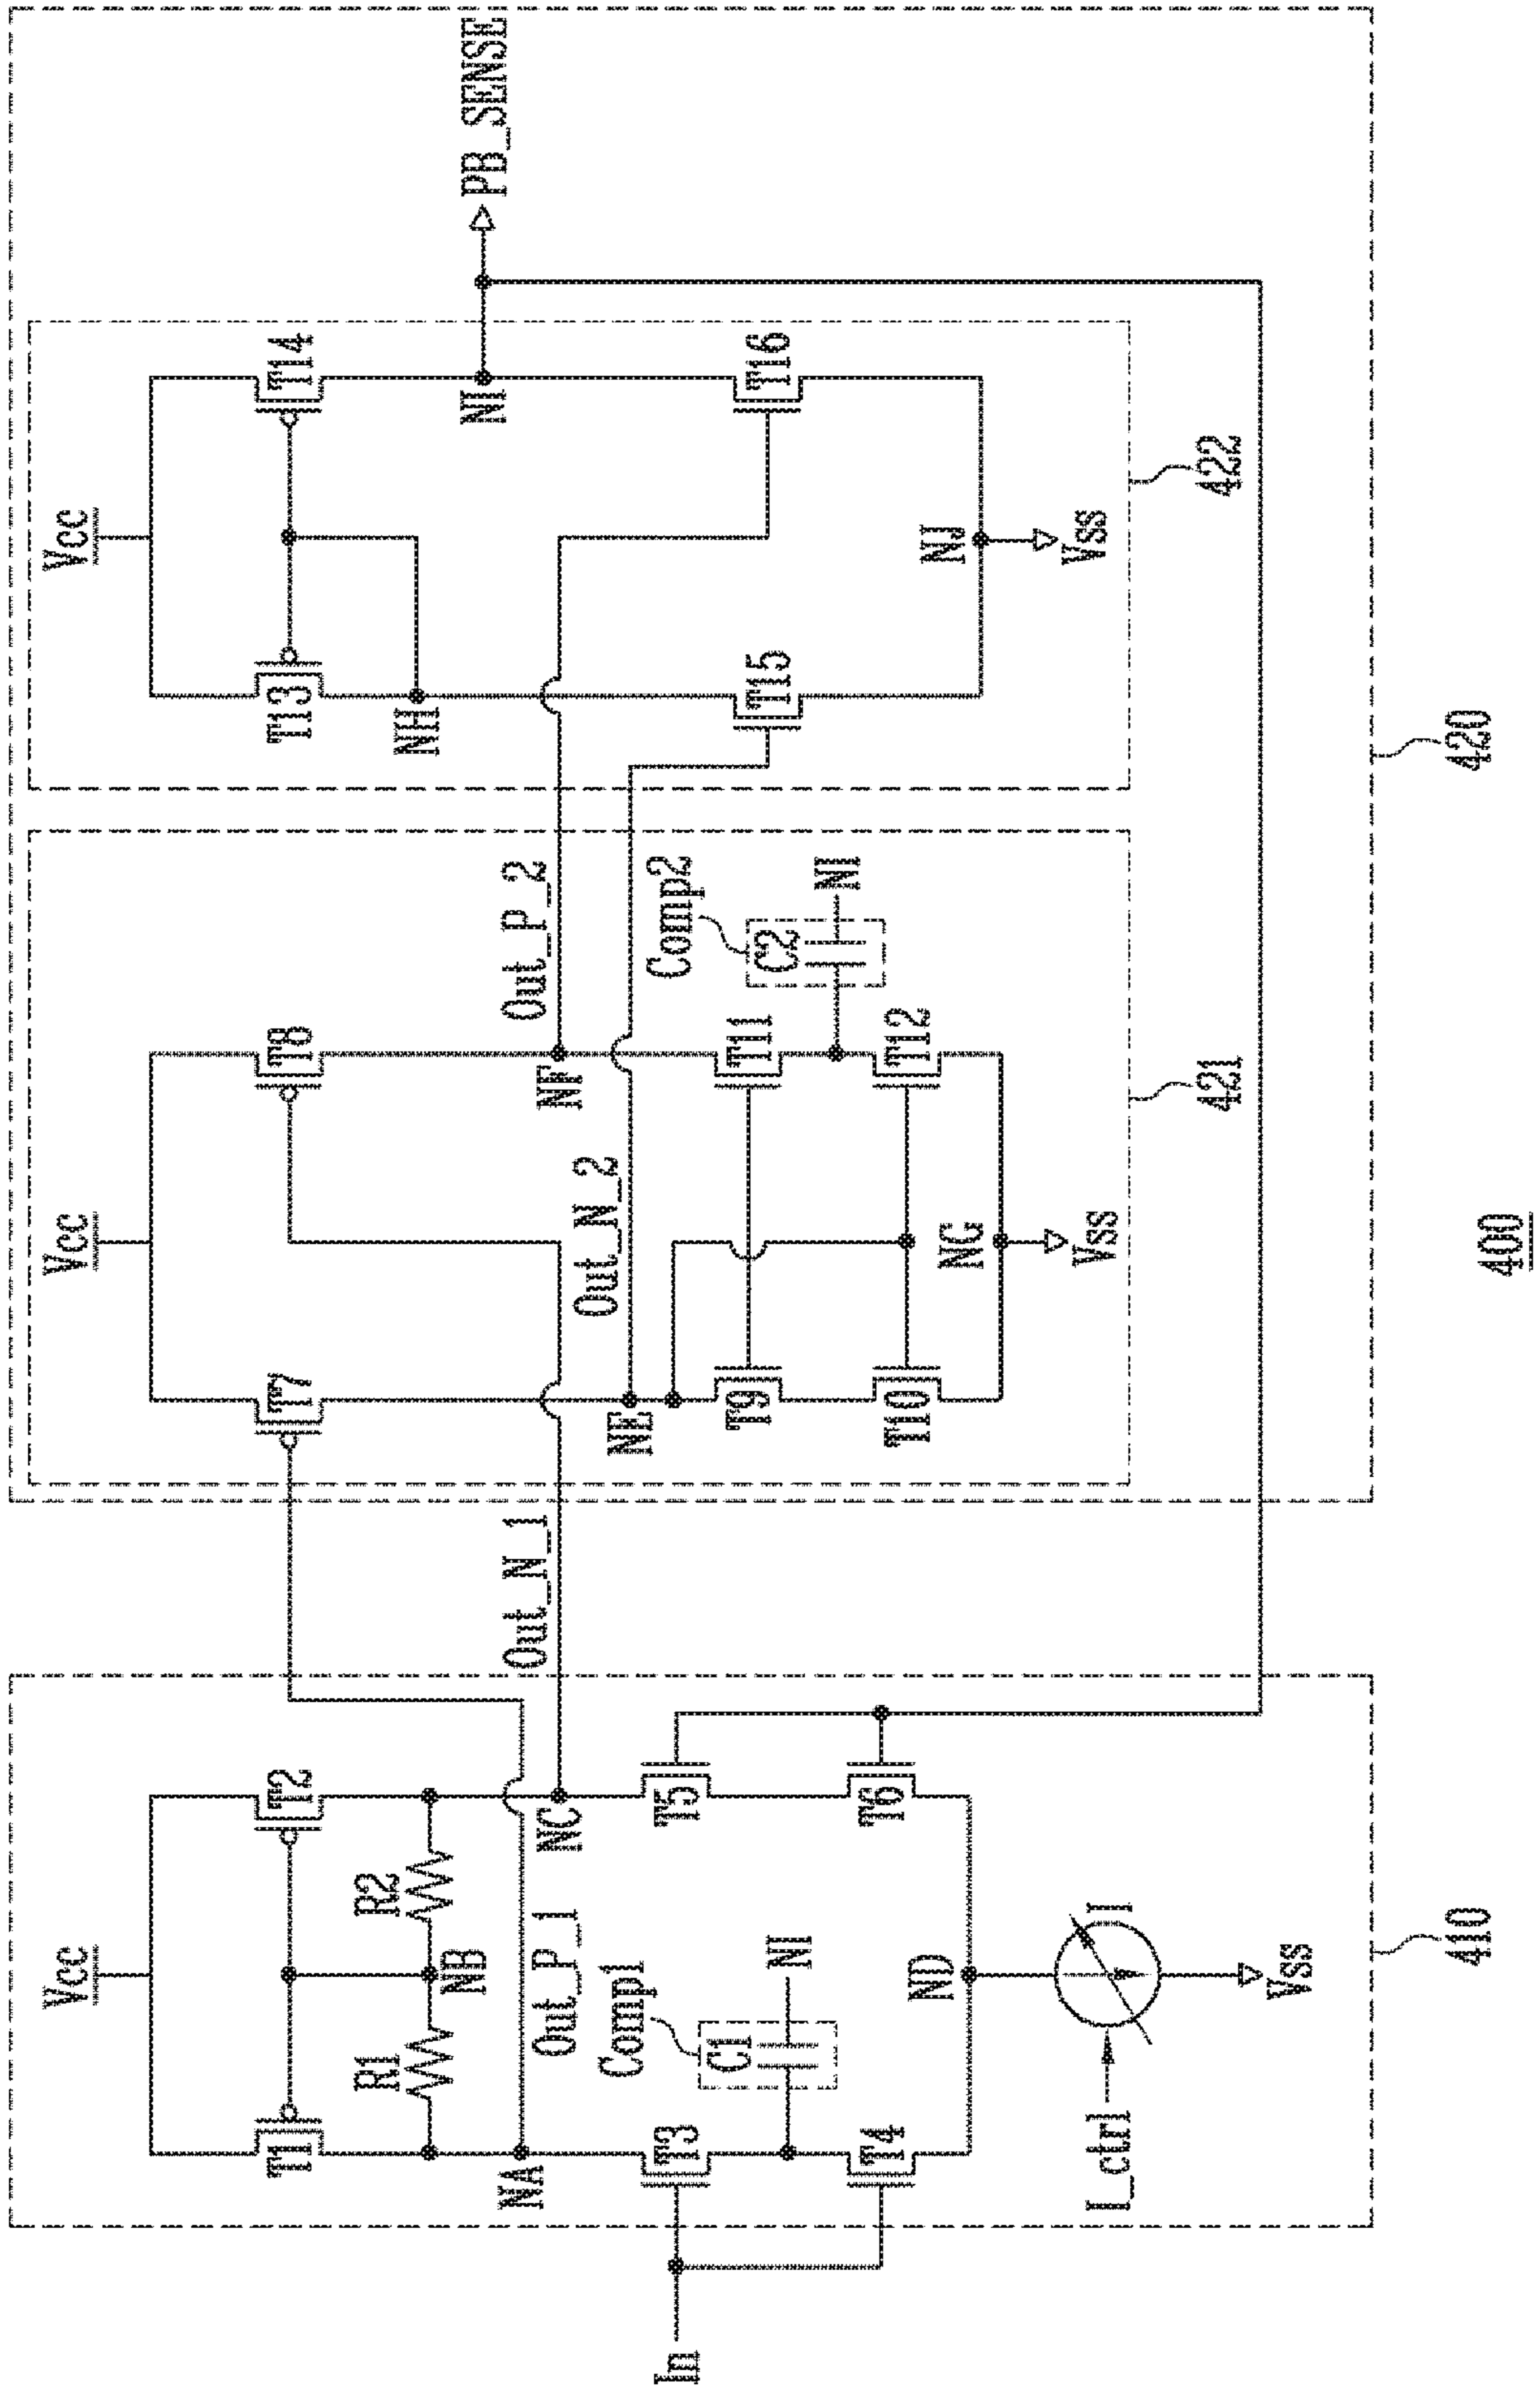 Vcc
T1
T2
R1
R2
NB
NA
Out_P_1
NC
Out_N_1
Comp1
C1
NI
T3
T4
T5
T6
In
ND
I_ctrl
I
Vss
410
Vcc
T7
T8
NE
Out_N_2
NF
Out_P_2
Comp2
C2
NI
T9
T10
T11
T12
NG
Vss
421
Vcc
T13
T14
NH
NI
PB_SENSE
T15
T16
NJ
Vss
422
420
400